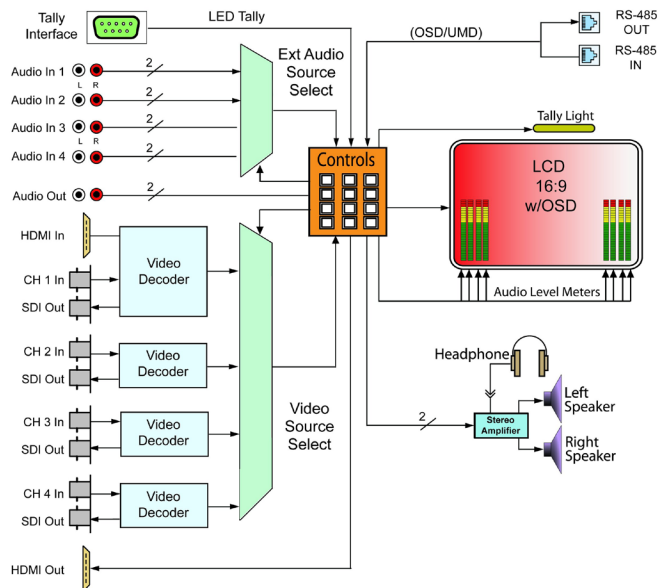 Tally
Interface
LED Tally
(OSD/UMD)
RS-485
OUT
RS-485
IN
Ext Audio
Source
Select
Audio In 1
2
L R
Audio In 2
2
Audio In 3
2
L R
Audio In 4
2
Audio Out
2
Controls
Tally Light
LCD
16:9
w/OSD
Audio Level Meters
HDMI In
Video
Decoder
CH 1 In
SDI Out
CH 2 In
SDI Out
Video
Decoder
CH 3 In
SDI Out
Video
Decoder
CH 4 In
SDI Out
Video
Decoder
Video
Source
Select
HDMI Out
Headphone
2
Stereo
Amplifier
Left
Speaker
Right
Speaker